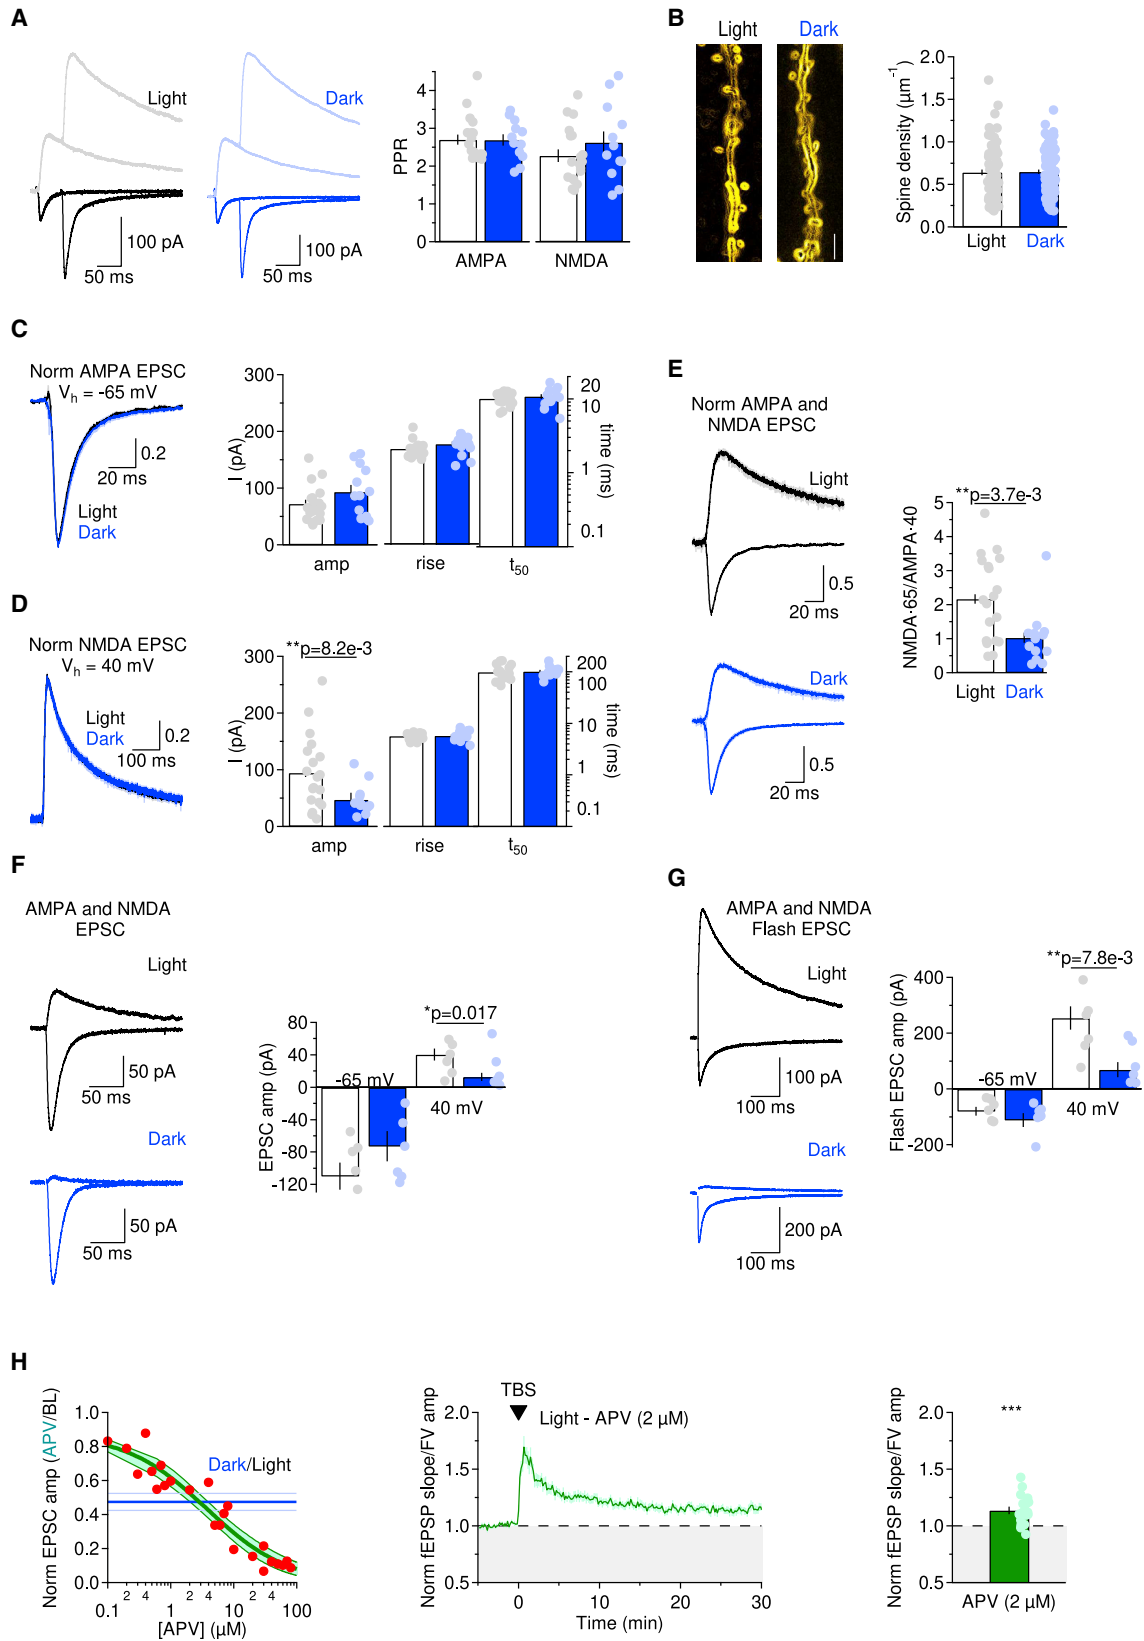 A
Light
Dark
100 pA
50 ms
100 pA
50 ms
PPR
4
3
2
1
0
AMPA
NMDA
B
Light
Dark
Spine density (µm⁻¹)
2.0
1.5
1.0
0.5
0.0
Light
Dark
C
Norm AMPA EPSC
Vₕ = -65 mV
0.2
20 ms
Light
Dark
I (pA)
300
200
100
0
amp
rise
t₅₀
20
10
1
0.1
time (ms)
D
Norm NMDA EPSC
Vₕ = 40 mV
Light
Dark
0.2
100 ms
**p=8.2e-3
I (pA)
300
200
100
0
amp
rise
t₅₀
200
100
10
1
0.1
time (ms)
E
Norm AMPA and
NMDA EPSC
Light
0.5
20 ms
Dark
0.5
20 ms
**p=3.7e-3
NMDA·65/AMPA·40
5
4
3
2
1
0
Light
Dark
F
AMPA and NMDA
EPSC
Light
50 pA
50 ms
Dark
50 pA
50 ms
EPSC amp (pA)
80
40
0
-40
-80
-120
*p=0.017
-65 mV
40 mV
G
AMPA and NMDA
Flash EPSC
Light
100 pA
100 ms
Dark
200 pA
100 ms
Flash EPSC amp (pA)
400
200
0
-200
**p=7.8e-3
-65 mV
40 mV
H
Norm EPSC amp (APV/BL)
1.0
0.8
0.6
0.4
0.2
0.0
Dark/Light
0.1
2
4
1
2
4
10
2
4
100
[APV] (µM)
Norm fEPSP slope/FV amp
2.0
1.5
1.0
0.5
TBS
Light - APV (2 µM)
0
10
20
30
Time (min)
Norm fEPSP slope/FV amp
2.0
1.5
1.0
0.5
***
APV (2 µM)